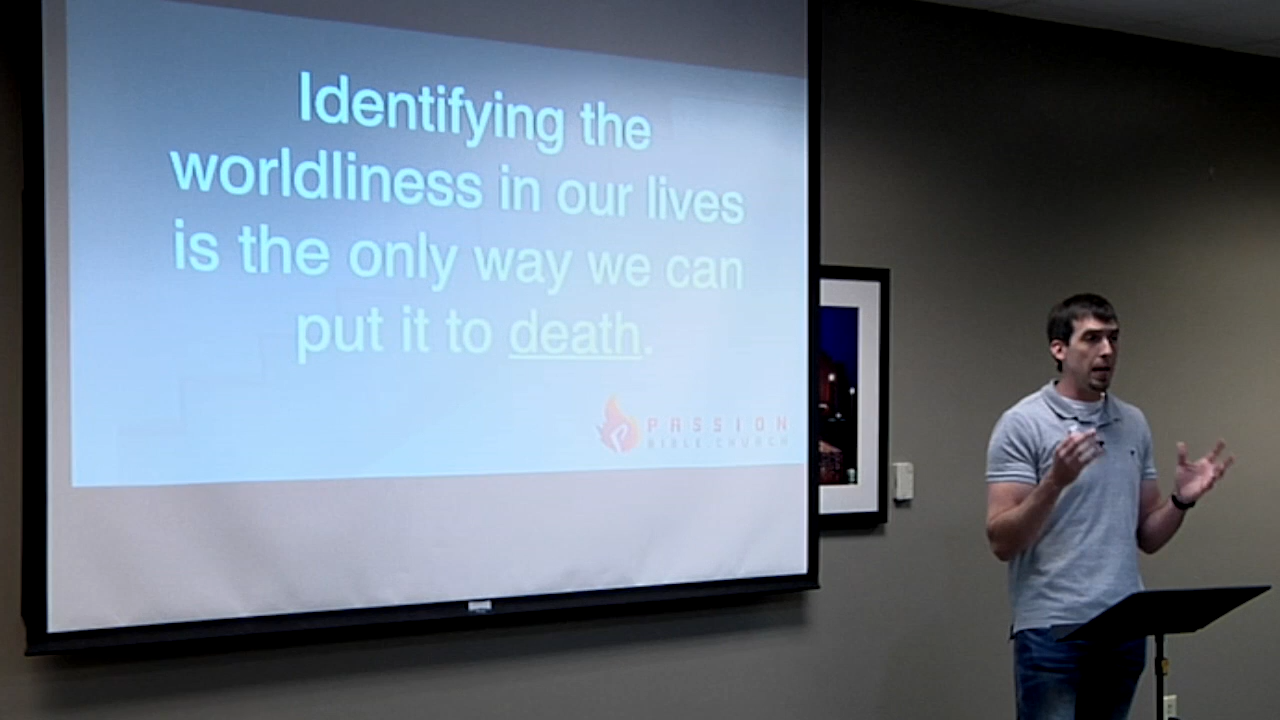 Identifying the
worldliness in our lives
is the only way we can
put it to death.
PASSION
BIBLE CHURCH